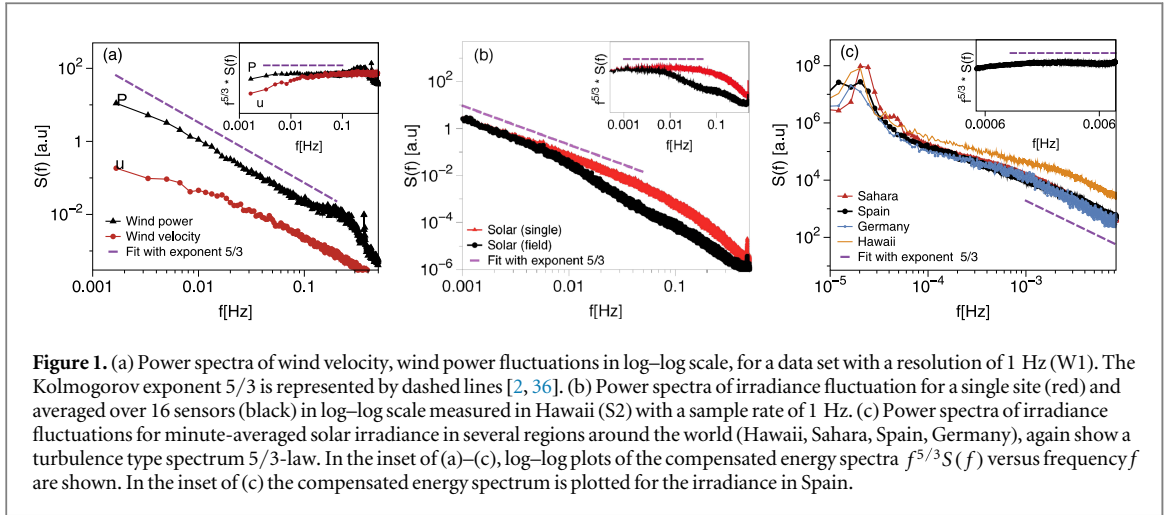 (a)
10²
1
10⁻²
S(f) [a.u]
P
u
Wind power
Wind velocity
Fit with exponent 5/3
0.001
0.01
0.1
f[Hz]
f^{5/3} * S(f)
P
u
0.001
0.01
0.1
f[Hz]
(b)
10²
1
10⁻²
10⁻⁴
10⁻⁶
S(f) [a.u]
Solar (single)
Solar (field)
Fit with exponent 5/3
0.001
0.01
0.1
f[Hz]
f^{5/3} * S(f)
0.001
0.01
0.1
f[Hz]
(c)
10⁸
10⁶
10⁴
10²
S(f) [a.u]
Sahara
Spain
Germany
Hawaii
Fit with exponent 5/3
10⁻⁵
10⁻⁴
10⁻³
f[Hz]
f^{5/3} * S(f)
0.0006
0.006
f[Hz]
Figure 1. (a) Power spectra of wind velocity, wind power fluctuations in log–log scale, for a data set with a resolution of 1 Hz (W1). The
Kolmogorov exponent 5/3 is represented by dashed lines [2, 36]. (b) Power spectra of irradiance fluctuation for a single site (red) and
averaged over 16 sensors (black) in log–log scale measured in Hawaii (S2) with a sample rate of 1 Hz. (c) Power spectra of irradiance
fluctuations for minute-averaged solar irradiance in several regions around the world (Hawaii, Sahara, Spain, Germany), again show a
turbulence type spectrum 5/3-law. In the inset of (a)–(c), log–log plots of the compensated energy spectra f^{5/3}S(f) versus frequency f
are shown. In the inset of (c) the compensated energy spectrum is plotted for the irradiance in Spain.